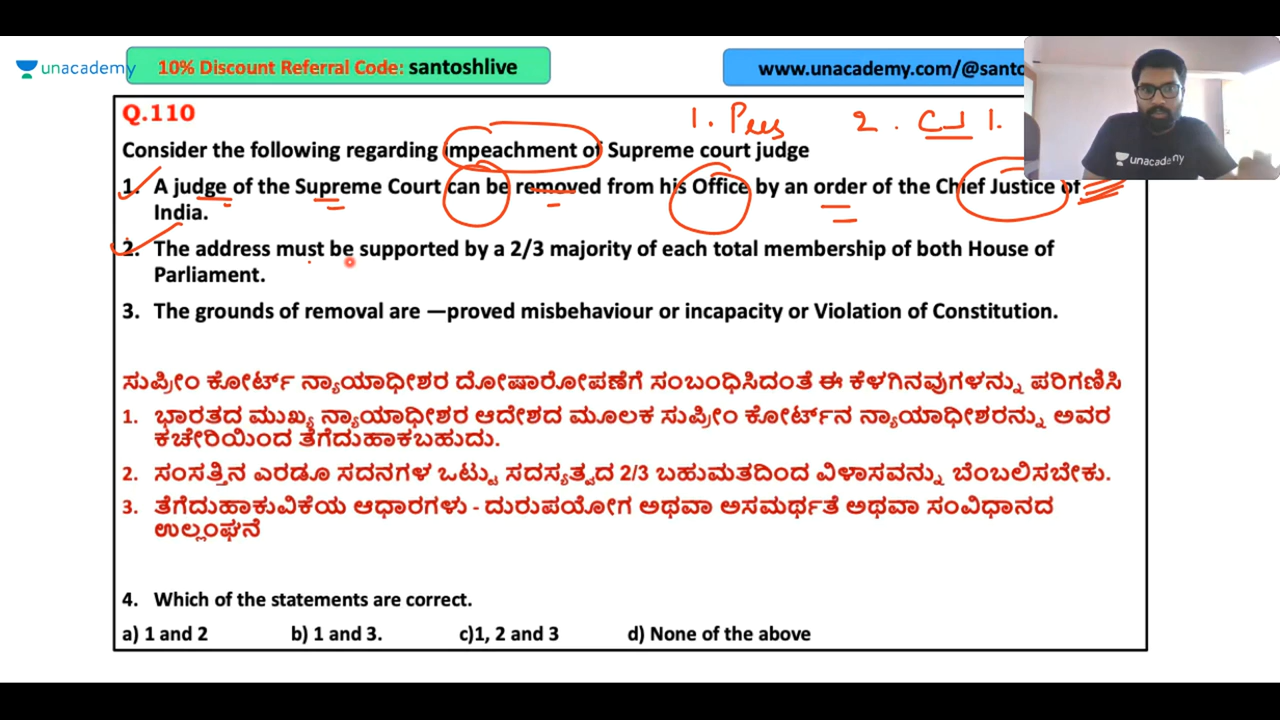 unacademy
10% Discount Referral Code: santoshlive
www.unacademy.com/@santo
unacademy
Q.110
1. Pres 2. CJ 1.
Consider the following regarding impeachment of Supreme court judge
1. A judge of the Supreme Court can be removed from his Office by an order of the Chief Justice of
India.
2. The address must be supported by a 2/3 majority of each total membership of both House of
Parliament.
3. The grounds of removal are —proved misbehaviour or incapacity or Violation of Constitution.
ಸುಪ್ರೀಂ ಕೋರ್ಟ್ ನ್ಯಾಯಾಧೀಶರ ದೋಷಾರೋಪಣೆಗೆ ಸಂಬಂಧಿಸಿದಂತೆ ಈ ಕೆಳಗಿನವುಗಳನ್ನು ಪರಿಗಣಿಸಿ
1. ಭಾರತದ ಮುಖ್ಯ ನ್ಯಾಯಾಧೀಶರ ಆದೇಶದ ಮೂಲಕ ಸುಪ್ರೀಂ ಕೋರ್ಟ್‌ನ ನ್ಯಾಯಾಧೀಶರನ್ನು ಅವರ
ಕಚೇರಿಯಿಂದ ತೆಗೆದುಹಾಕಬಹುದು.
2. ಸಂಸತ್ತಿನ ಎರಡೂ ಸದನಗಳ ಒಟ್ಟು ಸದಸ್ಯತ್ವದ 2/3 ಬಹುಮತದಿಂದ ವಿಳಾಸವನ್ನು ಬೆಂಬಲಿಸಬೇಕು.
3. ತೆಗೆದುಹಾಕುವಿಕೆಯ ಆಧಾರಗಳು - ದುರುಪಯೋಗ ಅಥವಾ ಅಸಮರ್ಥತೆ ಅಥವಾ ಸಂವಿಧಾನದ
ಉಲ್ಲಂಘನೆ
4. Which of the statements are correct.
a) 1 and 2 b) 1 and 3. c)1, 2 and 3 d) None of the above